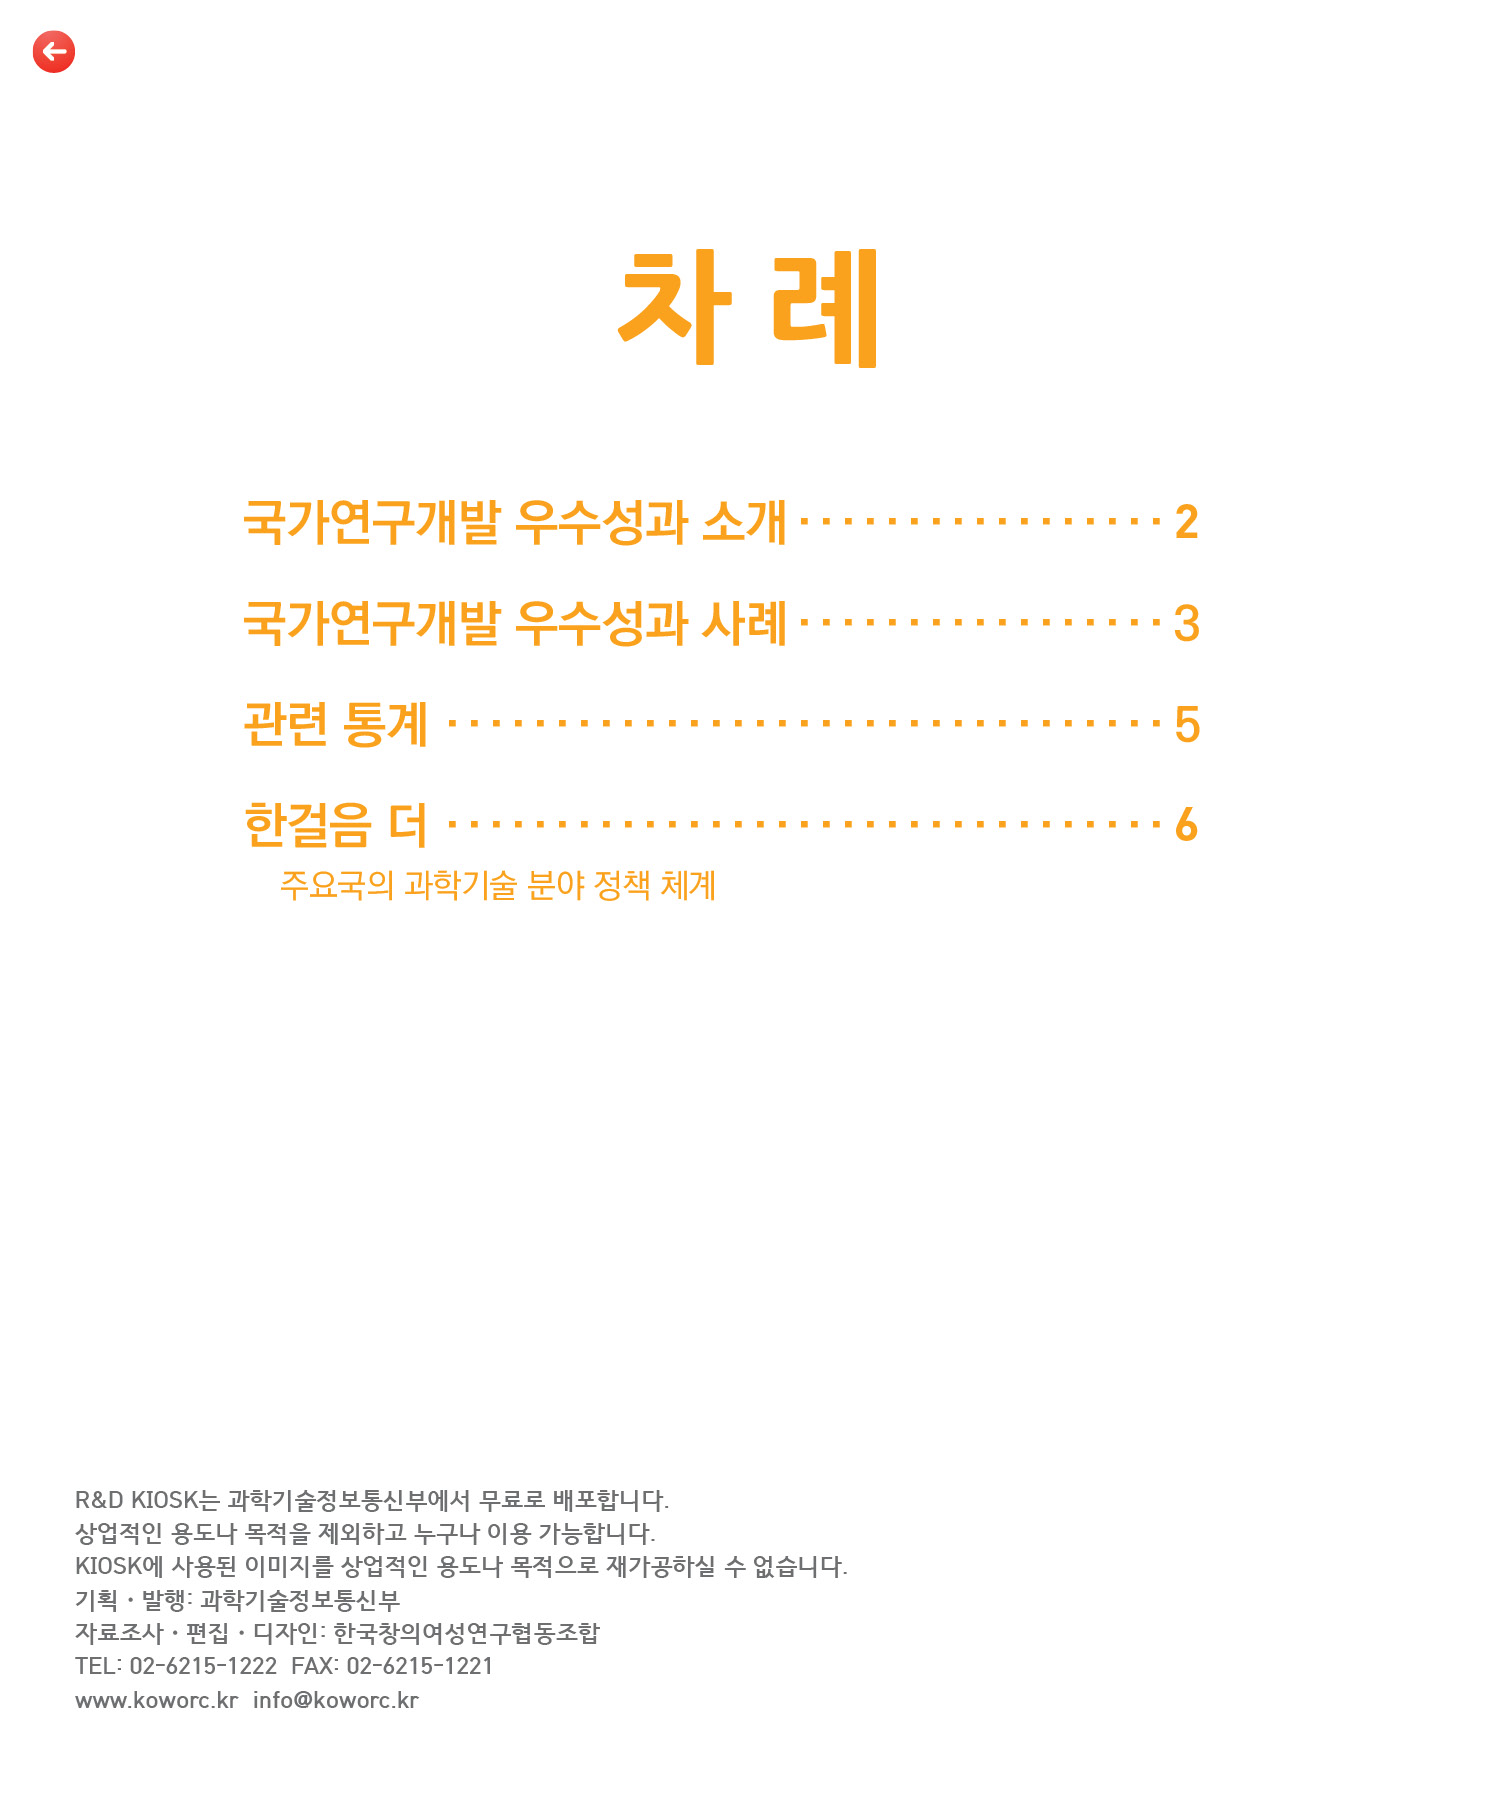 차 례
국가연구개발 우수성과 소개 ················· 2
국가연구개발 우수성과 사례 ················· 3
관련 통계 ································· 5
한걸음 더 ································· 6
주요국의 과학기술 분야 정책 체계
R&D KIOSK는 과학기술정보통신부에서 무료로 배포합니다.
상업적인 용도나 목적을 제외하고 누구나 이용 가능합니다.
KIOSK에 사용된 이미지를 상업적인 용도나 목적으로 재가공하실 수 없습니다.
기획·발행: 과학기술정보통신부
자료조사·편집·디자인: 한국창의여성연구협동조합
TEL: 02-6215-1222 FAX: 02-6215-1221
www.koworc.kr info@koworc.kr